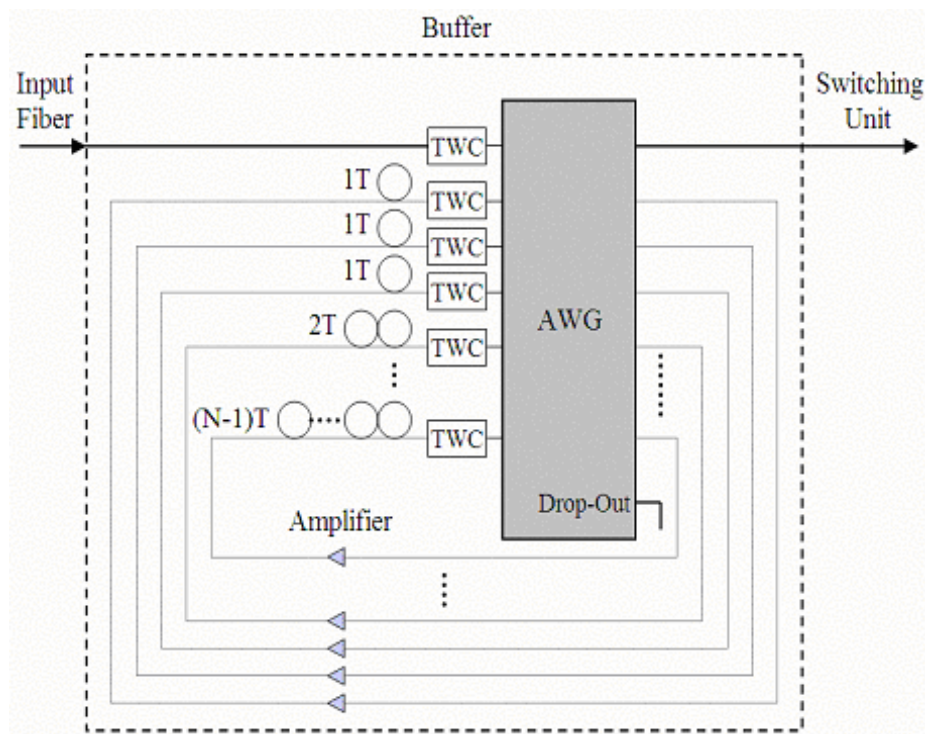 Buffer
Input
Fiber
Switching
Unit
TWC
1T
TWC
1T
TWC
1T
TWC
2T
TWC
AWG
(N-1)T
TWC
Drop-Out
Amplifier